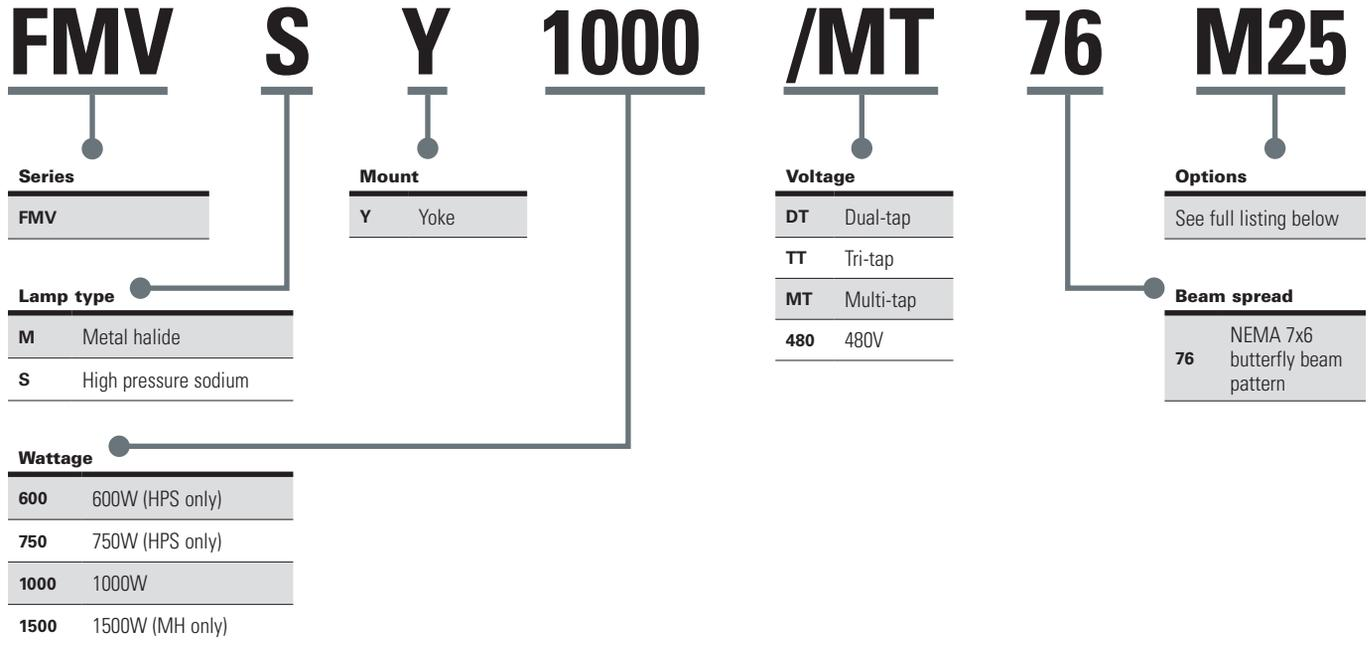 FMV S Y 1000 /MT 76 M25
Series
FMV
Lamp type
M Metal halide
S High pressure sodium
Wattage
600 600W (HPS only)
750 750W (HPS only)
1000 1000W
1500 1500W (MH only)
Mount
Y Yoke
Voltage
DT Dual-tap
TT Tri-tap
MT Multi-tap
480 480V
Options
See full listing below
Beam spread
76 NEMA 7x6
butterfly beam
pattern